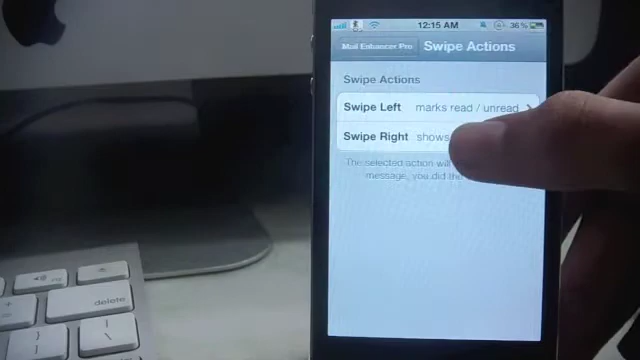 12:15 AM
36%
Mail Enhancer Pro
Swipe Actions
Swipe Actions
Swipe Left marks read / unread
Swipe Right shows
The selected action will
message, you did the
delete